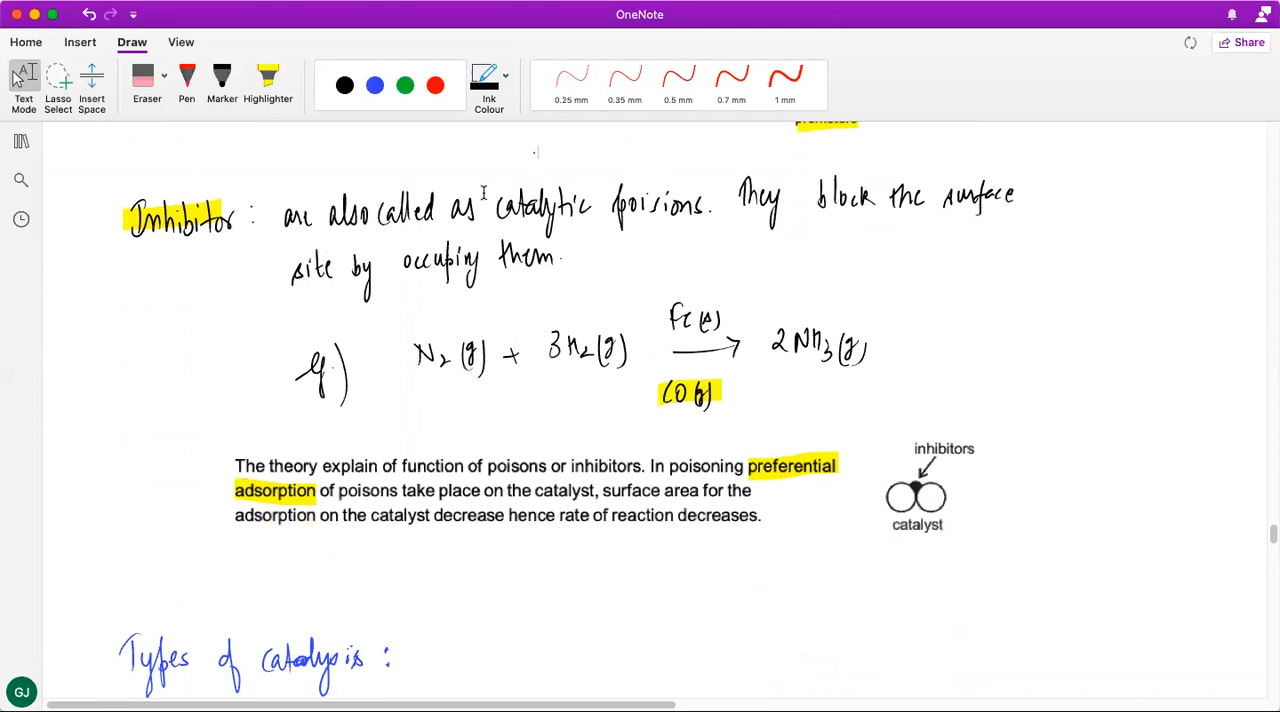 OneNote
Home Insert Draw View Share
Text Mode Lasso Select Insert Space Eraser Pen Marker Highlighter Ink Colour 0.25 mm 0.35 mm 0.5 mm 0.7 mm 1 mm
Inhibitor : are also called as catalytic poisions. They block the surface
site by occupying them.
eg) N2 (g) + 3H2 (g) Fe(s) → 2NH3 (g)
CO (g)
The theory explain of function of poisons or inhibitors. In poisoning preferential
adsorption of poisons take place on the catalyst, surface area for the
adsorption on the catalyst decrease hence rate of reaction decreases.
inhibitors
catalyst
Types of catalysis :
GJ